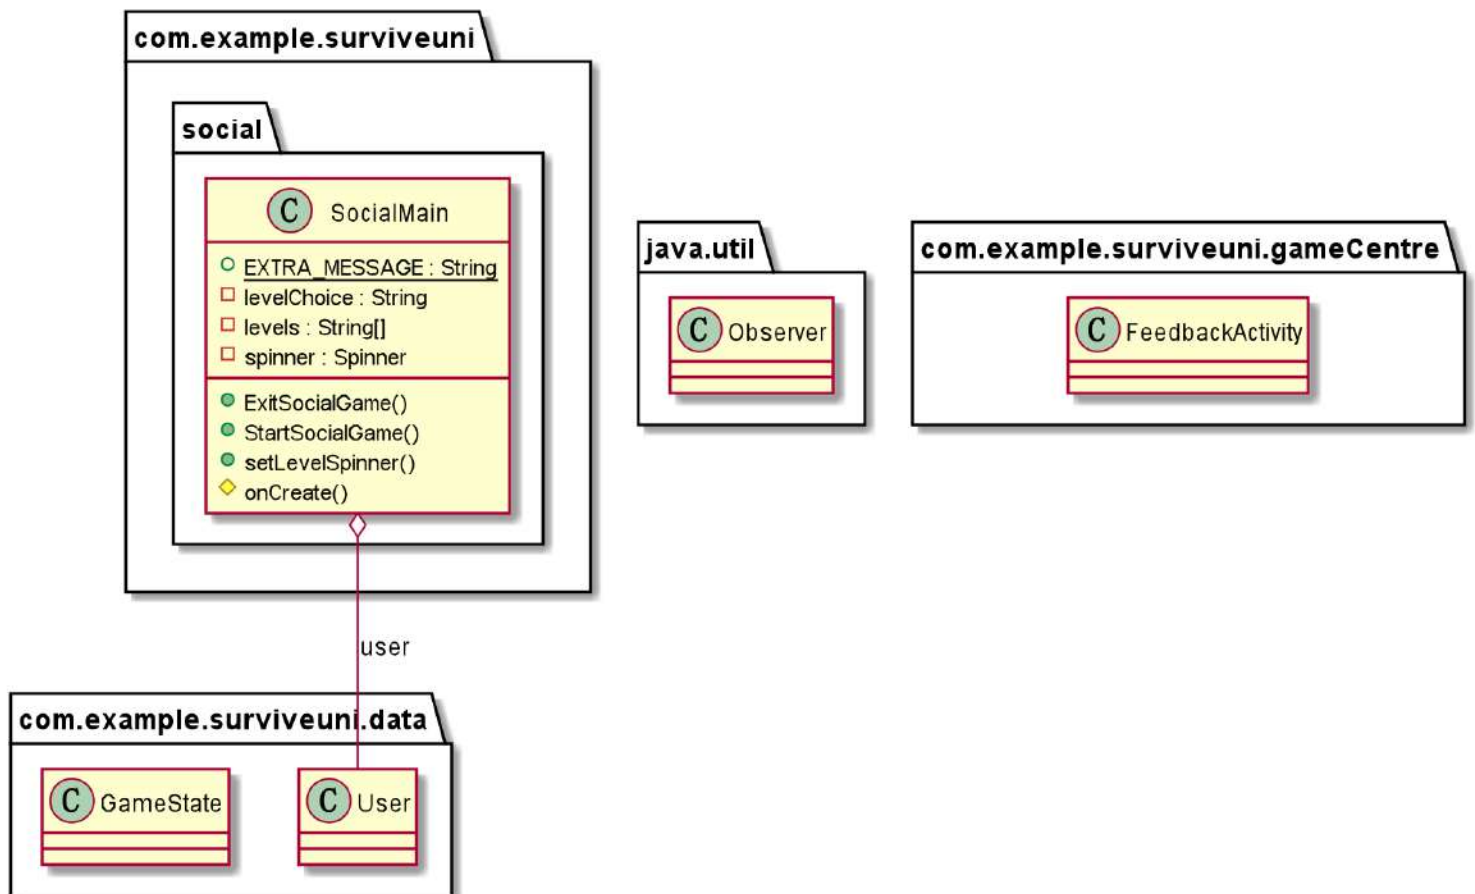 com.example.surviveuni
social
C SocialMain
EXTRA_MESSAGE : String
levelChoice : String
levels : String[]
spinner : Spinner
ExitSocialGame()
StartSocialGame()
setLevelSpinner()
onCreate()
java.util
C Observer
com.example.surviveuni.gameCentre
C FeedbackActivity
user
com.example.surviveuni.data
C GameState
C User